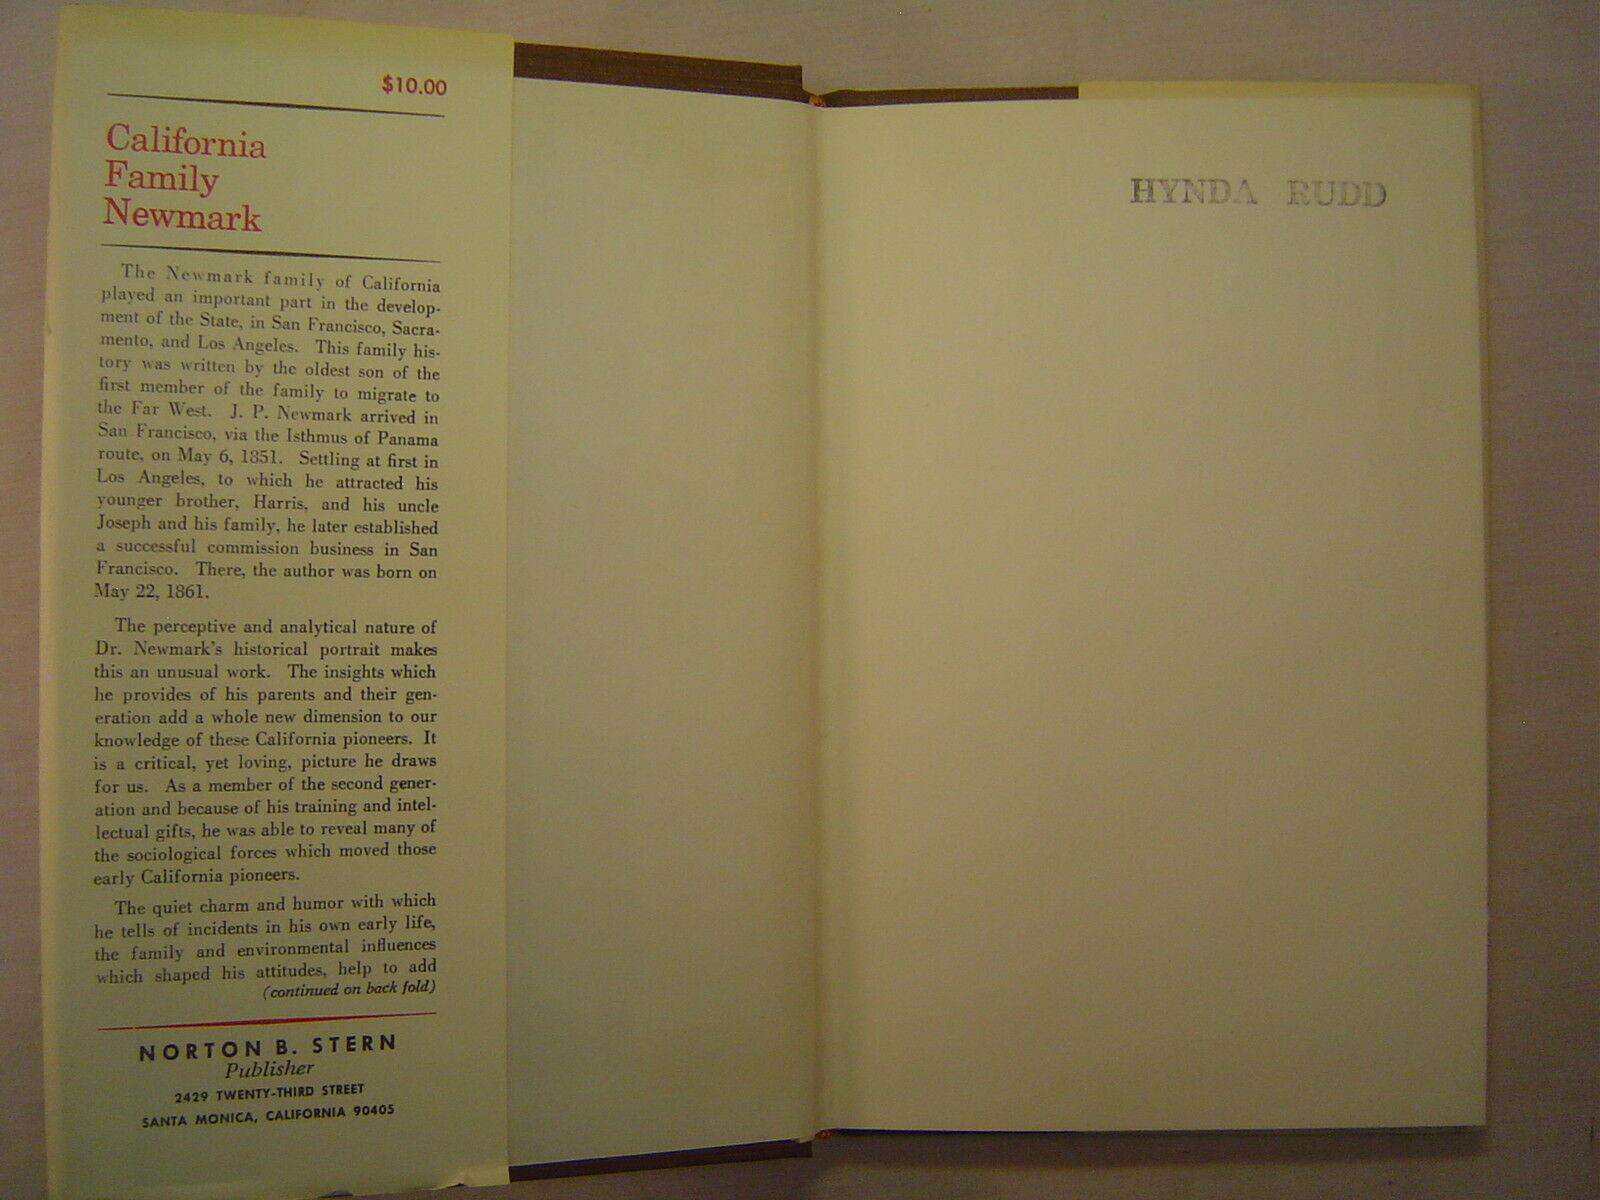 $10.00
California
Family
Newmark
The Newmark family of California
played an important part in the develop-
ment of the State, in San Francisco, Sacra-
mento, and Los Angeles. This family his-
tory was written by the oldest son of the
first member of the family to migrate to
the Far West. J. P. Newmark arrived in
San Francisco, via the Isthmus of Panama
route, on May 6, 1851. Settling at first in
Los Angeles, to which he attracted his
younger brother, Harris, and his uncle
Joseph and his family, he later established
a successful commission business in San
Francisco. There, the author was born on
May 22, 1861.
The perceptive and analytical nature of
Dr. Newmark's historical portrait makes
this an unusual work. The insights which
he provides of his parents and their gen-
eration add a whole new dimension to our
knowledge of these California pioneers. It
is a critical, yet loving, picture he draws
for us. As a member of the second gener-
ation and because of his training and intel-
lectual gifts, he was able to reveal many of
the sociological forces which moved those
early California pioneers.
The quiet charm and humor with which
he tells of incidents in his own early life,
the family and environmental influences
which shaped his attitudes, help to add
(continued on back fold)
NORTON B. STERN
Publisher
2429 TWENTY-THIRD STREET
SANTA MONICA, CALIFORNIA 90405
HYNDA RUDD